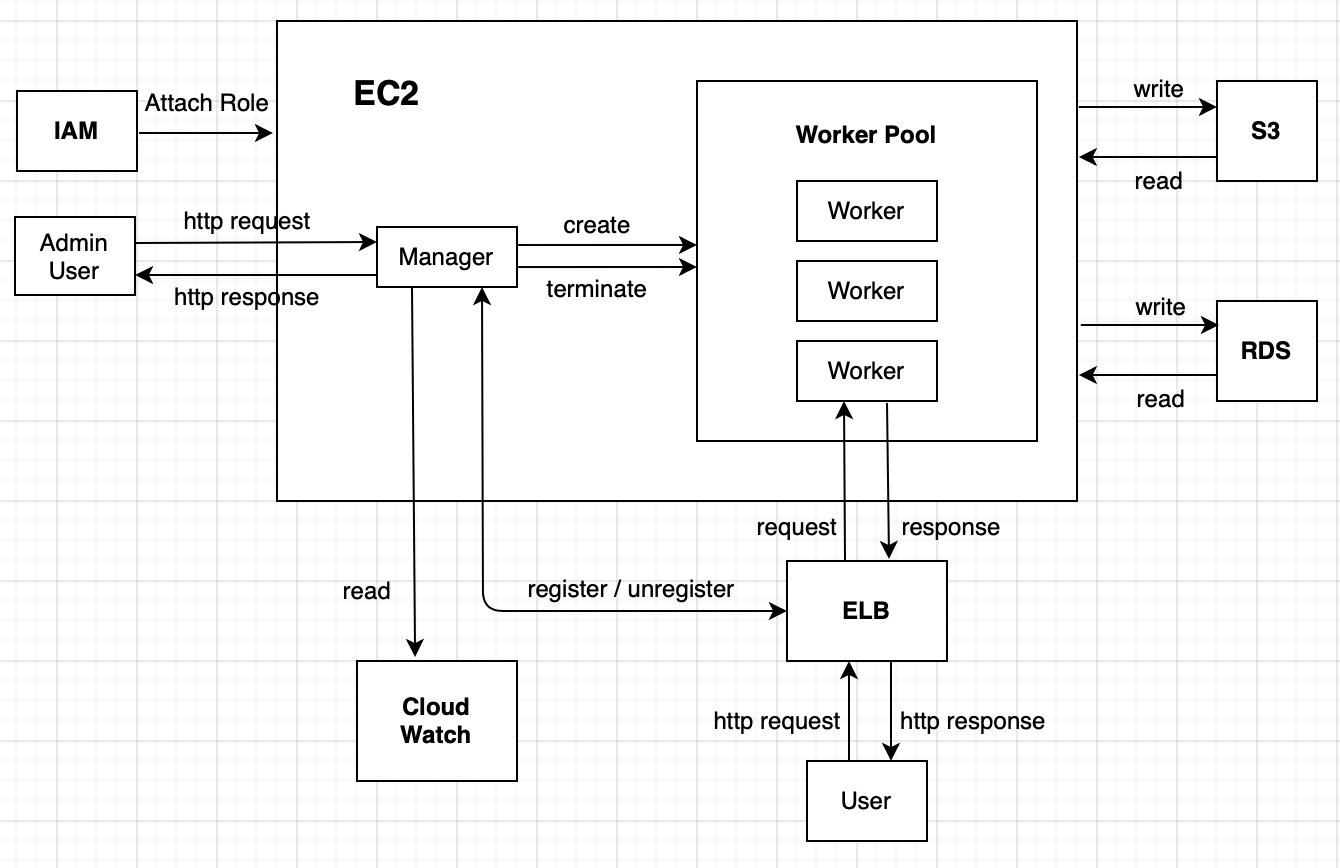 EC2
Attach Role
IAM
write
S3
read
Worker Pool
Worker
http request
Admin
User
Manager
create
terminate
http response
Worker
write
RDS
read
Worker
request
response
read
register / unregister
ELB
Cloud
Watch
http request
http response
User